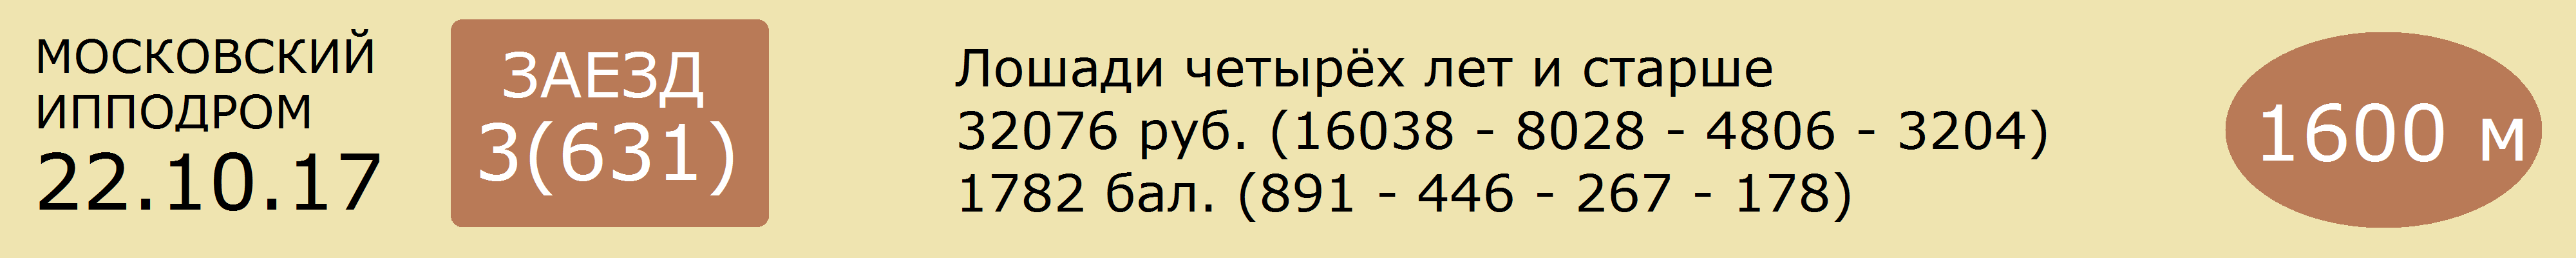 МОСКОВСКИЙ
ИППОДРОМ
22.10.17
ЗАЕЗД
3(631)
Лошади четырёх лет и старше
32076 руб. (16038 - 8028 - 4806 - 3204)
1782 бал. (891 - 446 - 267 - 178)
1600 м